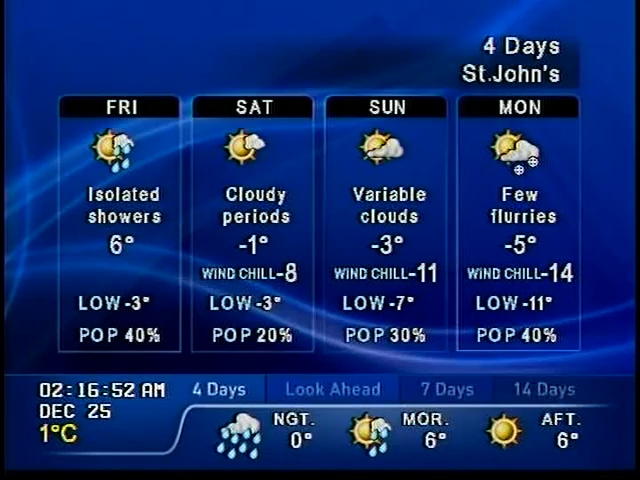 4 Days
St.John's
FRI
Isolated
showers
6°
LOW -3°
POP 40%
SAT
Cloudy
periods
-1°
WIND CHILL-8
LOW -3°
POP 20%
SUN
Variable
clouds
-3°
WIND CHILL-11
LOW -7°
POP 30%
MON
Few
flurries
-5°
WIND CHILL-14
LOW -11°
POP 40%
02:16:52 AM
DEC 25
1°C
4 Days Look Ahead 7 Days 14 Days
NGT.
0°
MOR.
6°
AFT.
6°